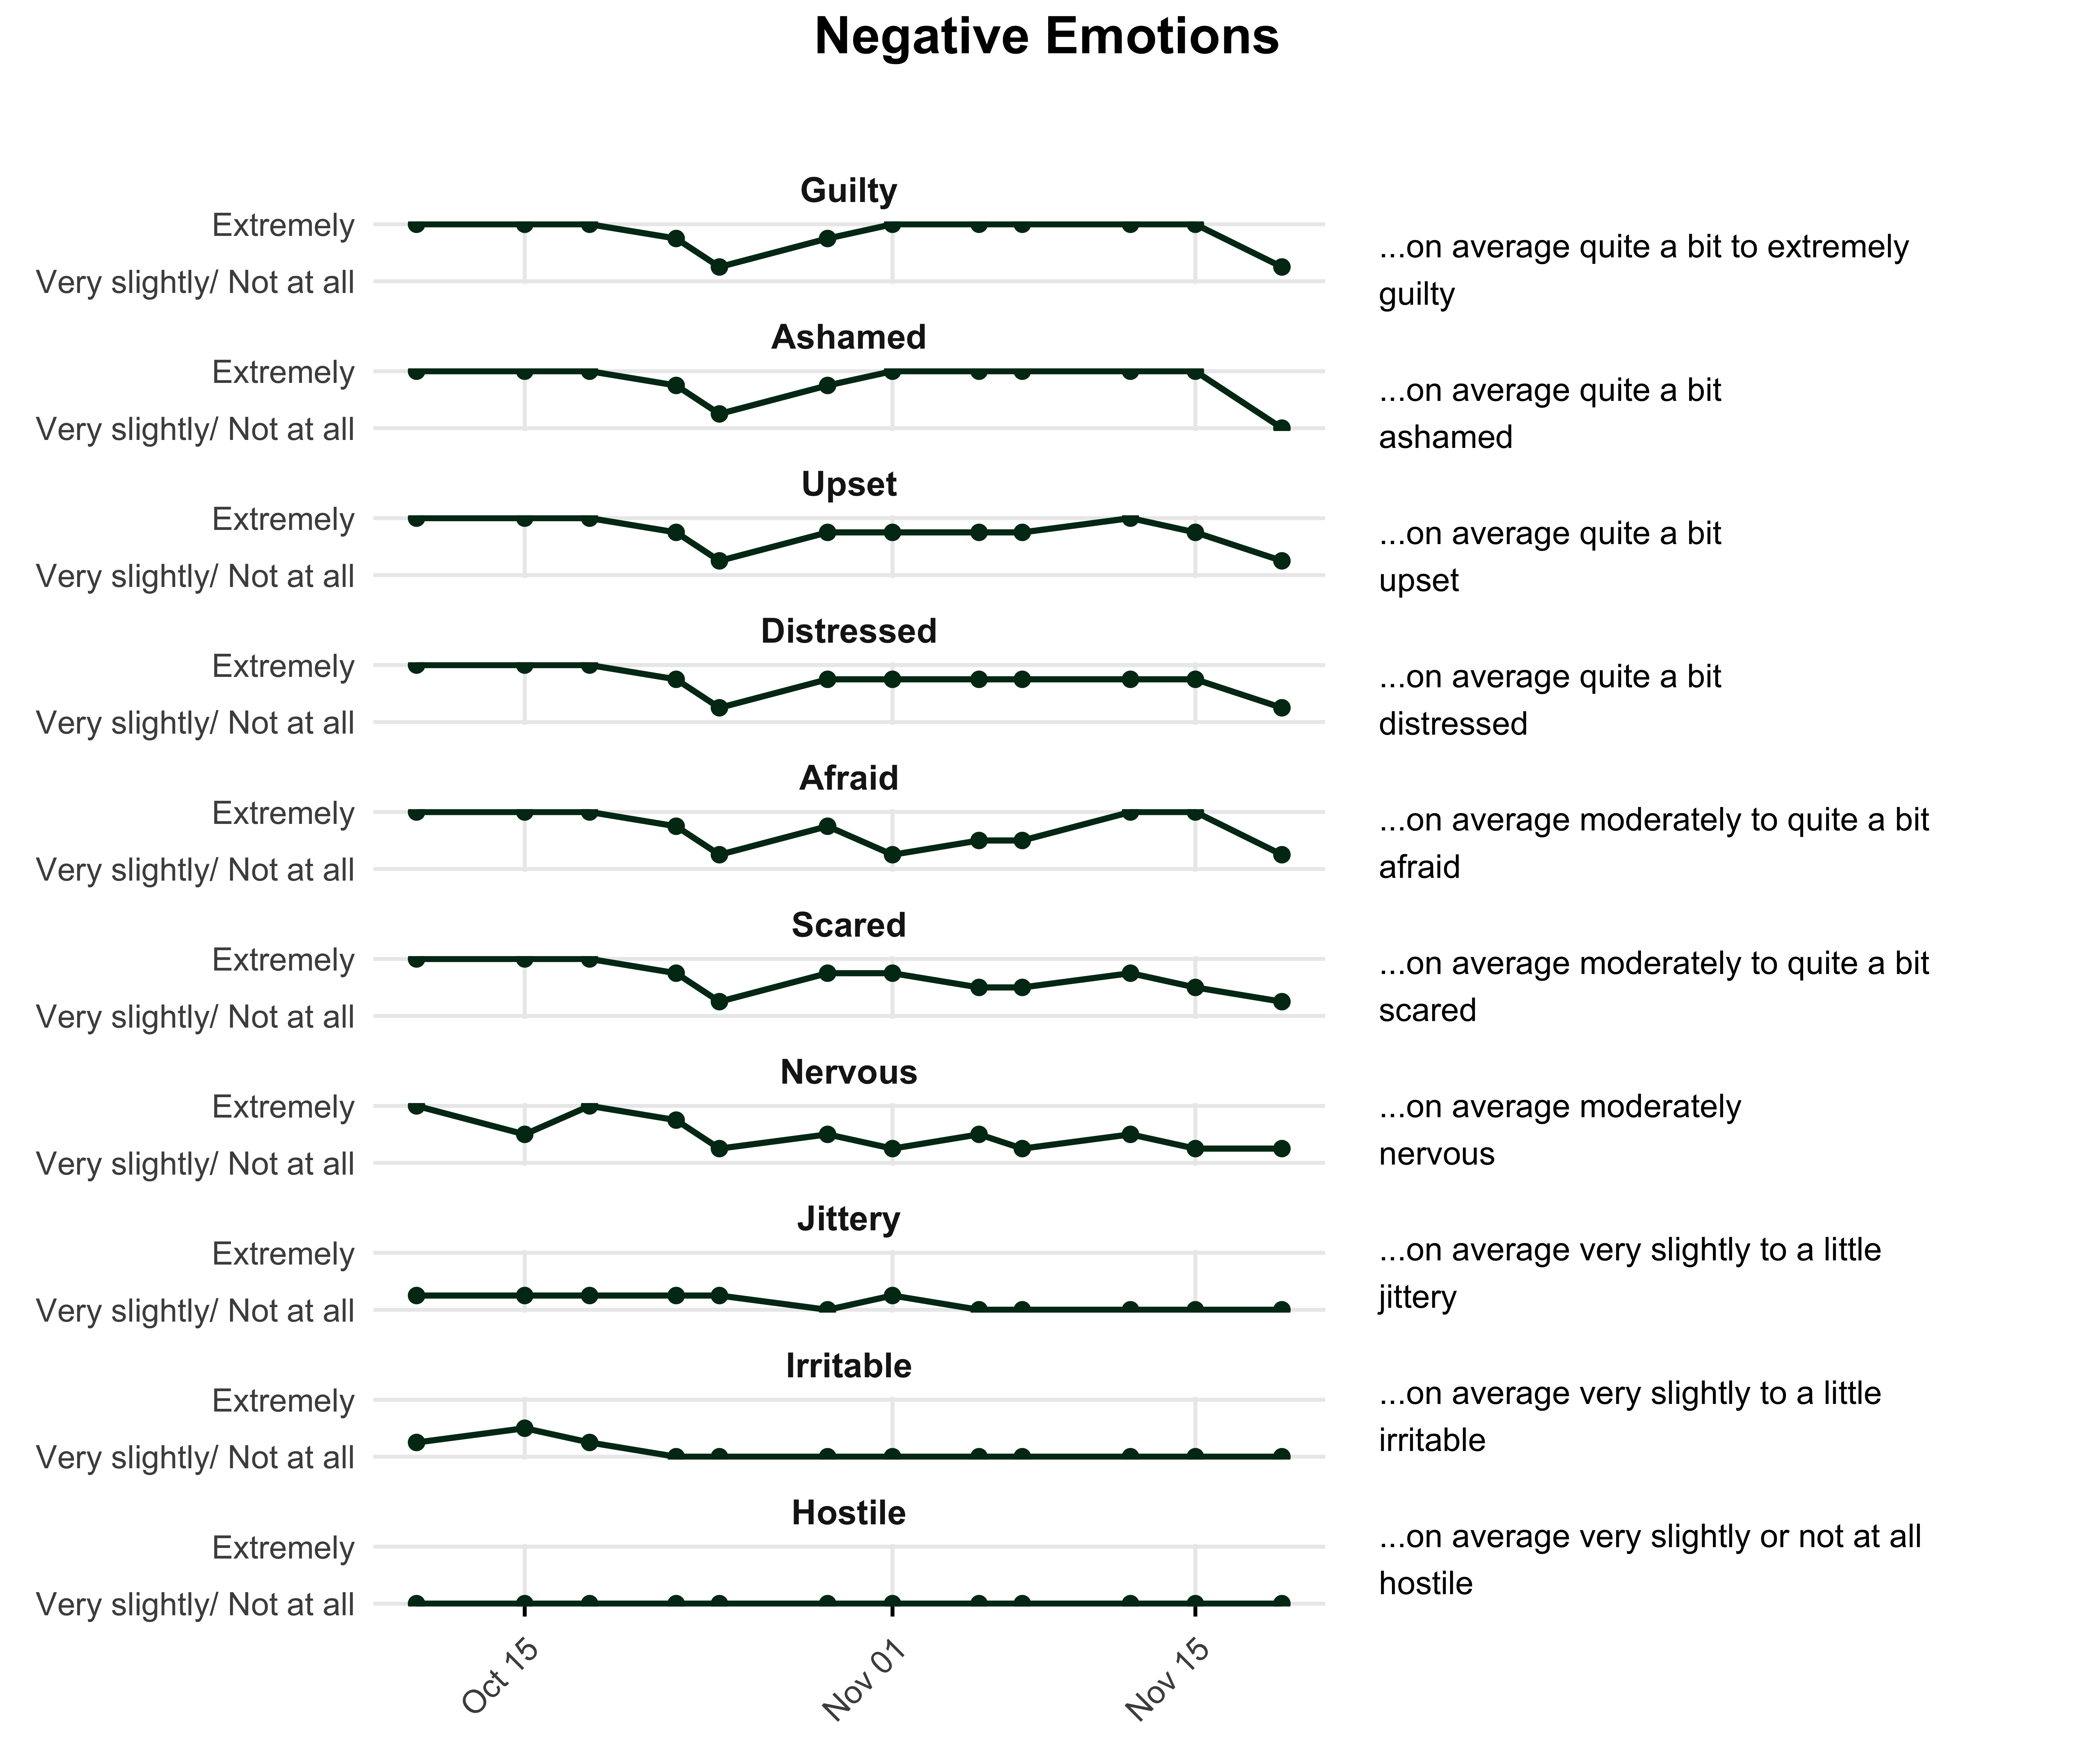 Negative Emotions
Guilty
Extremely
Very slightly/ Not at all
...on average quite a bit to extremely
guilty
Ashamed
Extremely
Very slightly/ Not at all
...on average quite a bit
ashamed
Upset
Extremely
Very slightly/ Not at all
...on average quite a bit
upset
Distressed
Extremely
Very slightly/ Not at all
...on average quite a bit
distressed
Afraid
Extremely
Very slightly/ Not at all
...on average moderately to quite a bit
afraid
Scared
Extremely
Very slightly/ Not at all
...on average moderately to quite a bit
scared
Nervous
Extremely
Very slightly/ Not at all
...on average moderately
nervous
Jittery
Extremely
Very slightly/ Not at all
...on average very slightly to a little
jittery
Irritable
Extremely
Very slightly/ Not at all
...on average very slightly to a little
irritable
Hostile
Extremely
Very slightly/ Not at all
...on average very slightly or not at all
hostile
Oct 15
Nov 01
Nov 15